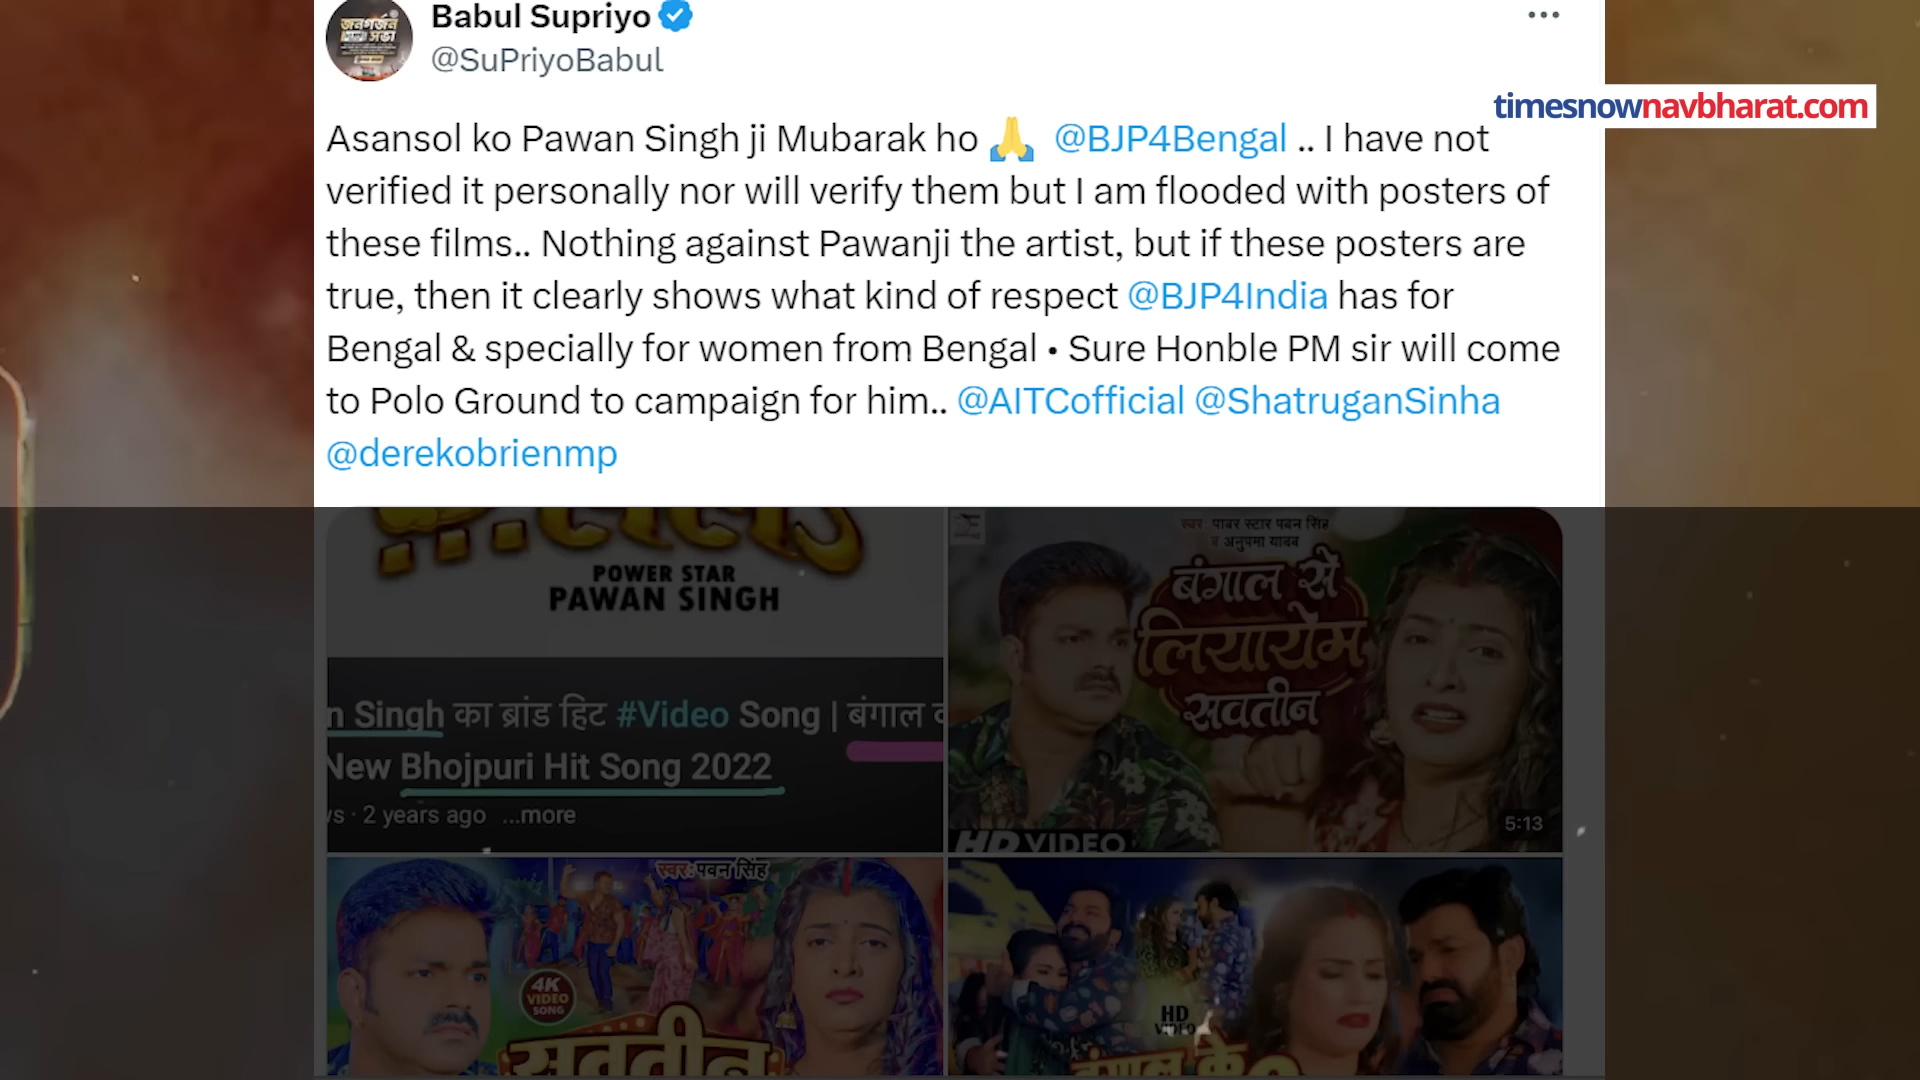 Babul Supriyo
@SuPriyoBabul
timesnownavbharat.com
Asansol ko Pawan Singh ji Mubarak ho 🙏 @BJP4Bengal .. I have not
verified it personally nor will verify them but I am flooded with posters of
these films.. Nothing against Pawanji the artist, but if these posters are
true, then it clearly shows what kind of respect @BJP4India has for
Bengal & specially for women from Bengal • Sure Honble PM sir will come
to Polo Ground to campaign for him.. @AITCofficial @ShatruganSinha
@derekobrienmp
POWER STAR
PAWAN SINGH
n Singh का ब्रांड हिट #Video Song | बंगाल
New Bhojpuri Hit Song 2022
vs · 2 years ago ...more
स्वर: पावर स्टार पवन सिंह
व अनुपमा यादव
बंगाल से
लियायेम
सवतीन
HD VIDEO
5:13
स्वर: पवन सिंह
4K
VIDEO
SONG
सवतीन
HD
VIDEO
बंगाल के